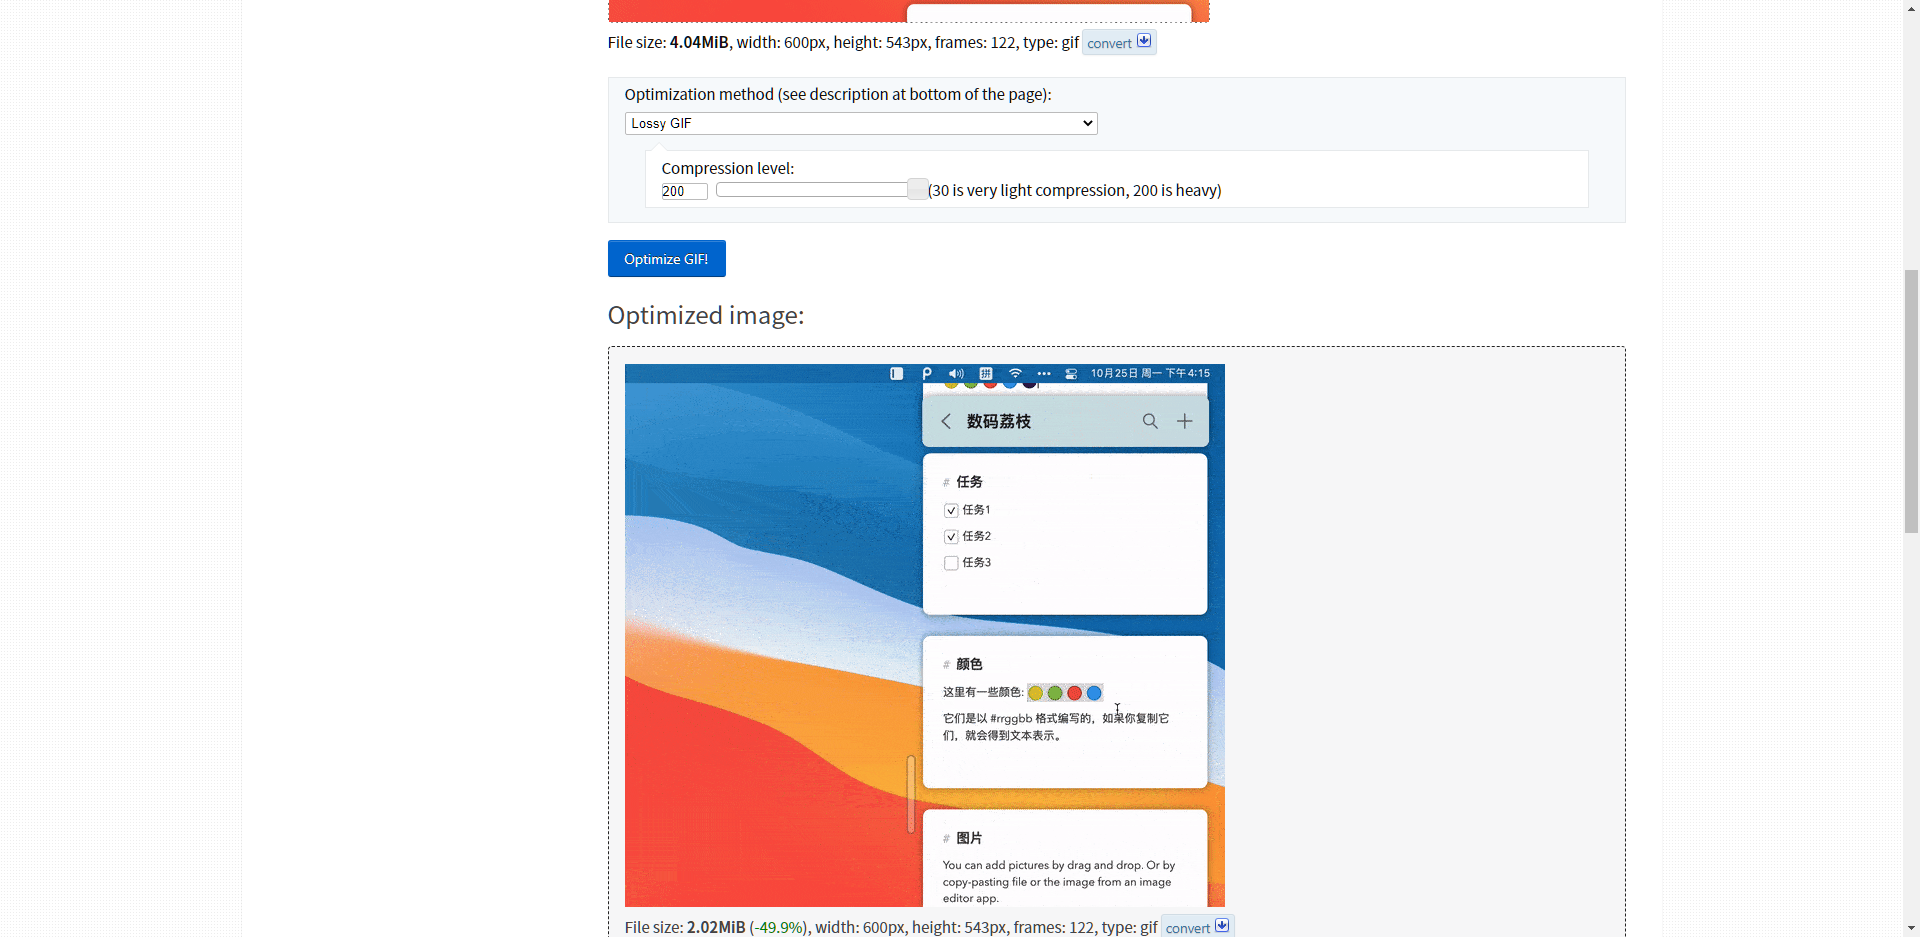 File size: 4.04MiB, width: 600px, height: 543px, frames: 122, type: gif convert
Optimization method (see description at bottom of the page):
Lossy GIF
Compression level:
200 (30 is very light compression, 200 is heavy)
Optimize GIF!
Optimized image:
拼 10月25日 周一 下午4:15
数码荔枝
# 任务
任务1
任务2
任务3
# 颜色
这里有一些颜色:
它们是以 #rrggbb 格式编写的，如果你复制它
们，就会得到文本表示。
# 图片
You can add pictures by drag and drop. Or by
copy-pasting file or the image from an image
editor app.
File size: 2.02MiB (-49.9%), width: 600px, height: 543px, frames: 122, type: gif convert